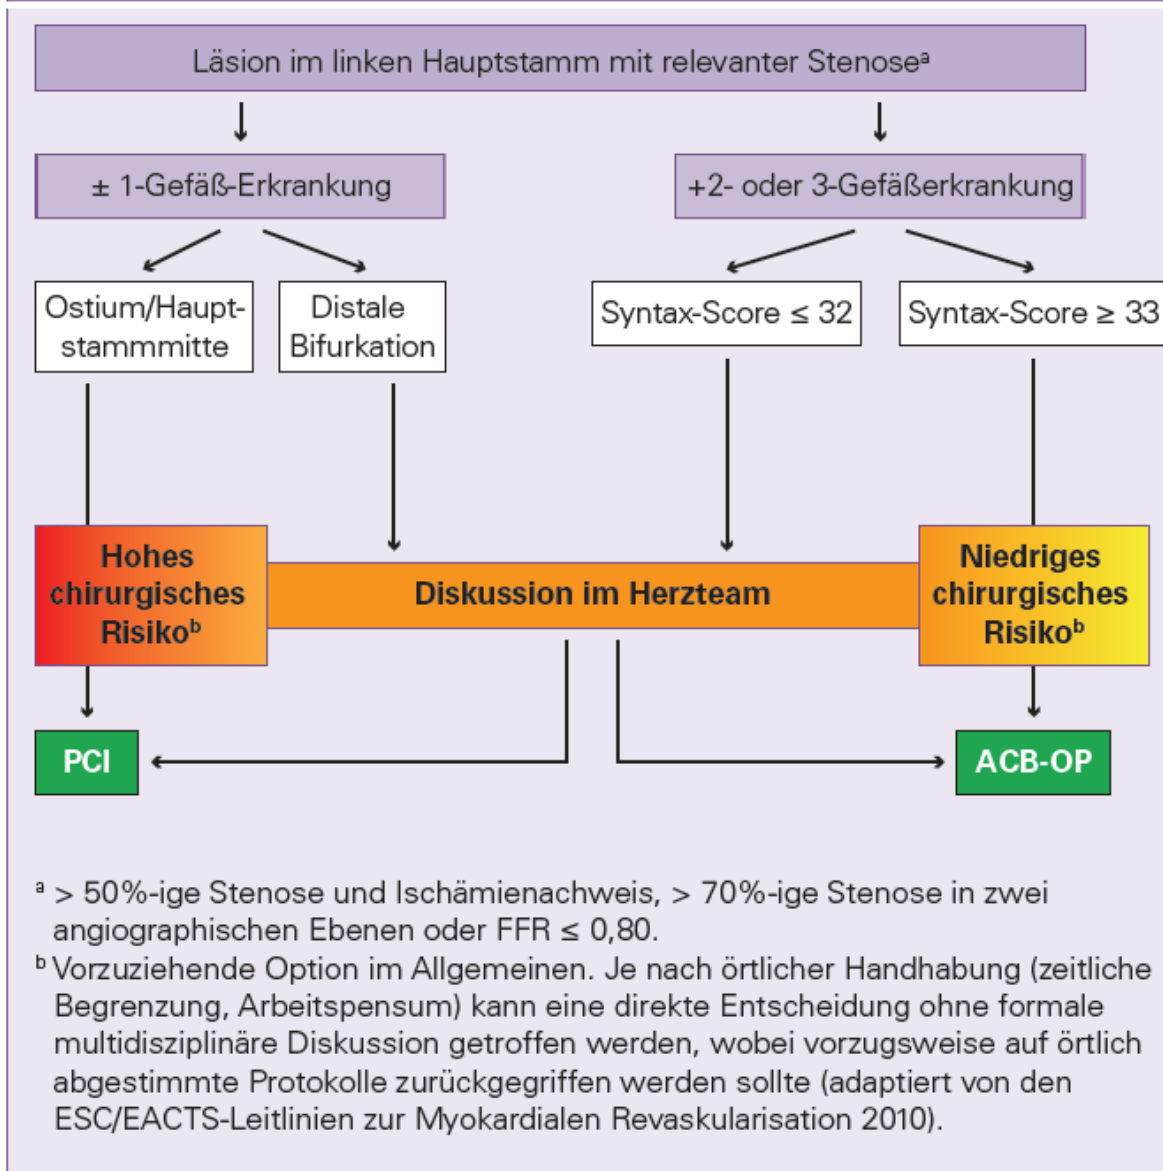 Läsion im linken Hauptstamm mit relevanter Stenoseᵃ
± 1-Gefäß-Erkrankung
+2- oder 3-Gefäßerkrankung
Ostium/Haupt-
stammmitte
Distale
Bifurkation
Syntax-Score ≤ 32
Syntax-Score ≥ 33
Hohes
chirurgisches
Risikoᵇ
Diskussion im Herzteam
Niedriges
chirurgisches
Risikoᵇ
PCI
ACB-OP
ᵃ > 50%-ige Stenose und Ischämienachweis, > 70%-ige Stenose in zwei
angiographischen Ebenen oder FFR ≤ 0,80.
ᵇ Vorzuziehende Option im Allgemeinen. Je nach örtlicher Handhabung (zeitliche
Begrenzung, Arbeitspensum) kann eine direkte Entscheidung ohne formale
multidisziplinäre Diskussion getroffen werden, wobei vorzugsweise auf örtlich
abgestimmte Protokolle zurückgegriffen werden sollte (adaptiert von den
ESC/EACTS-Leitlinien zur Myokardialen Revaskularisation 2010).